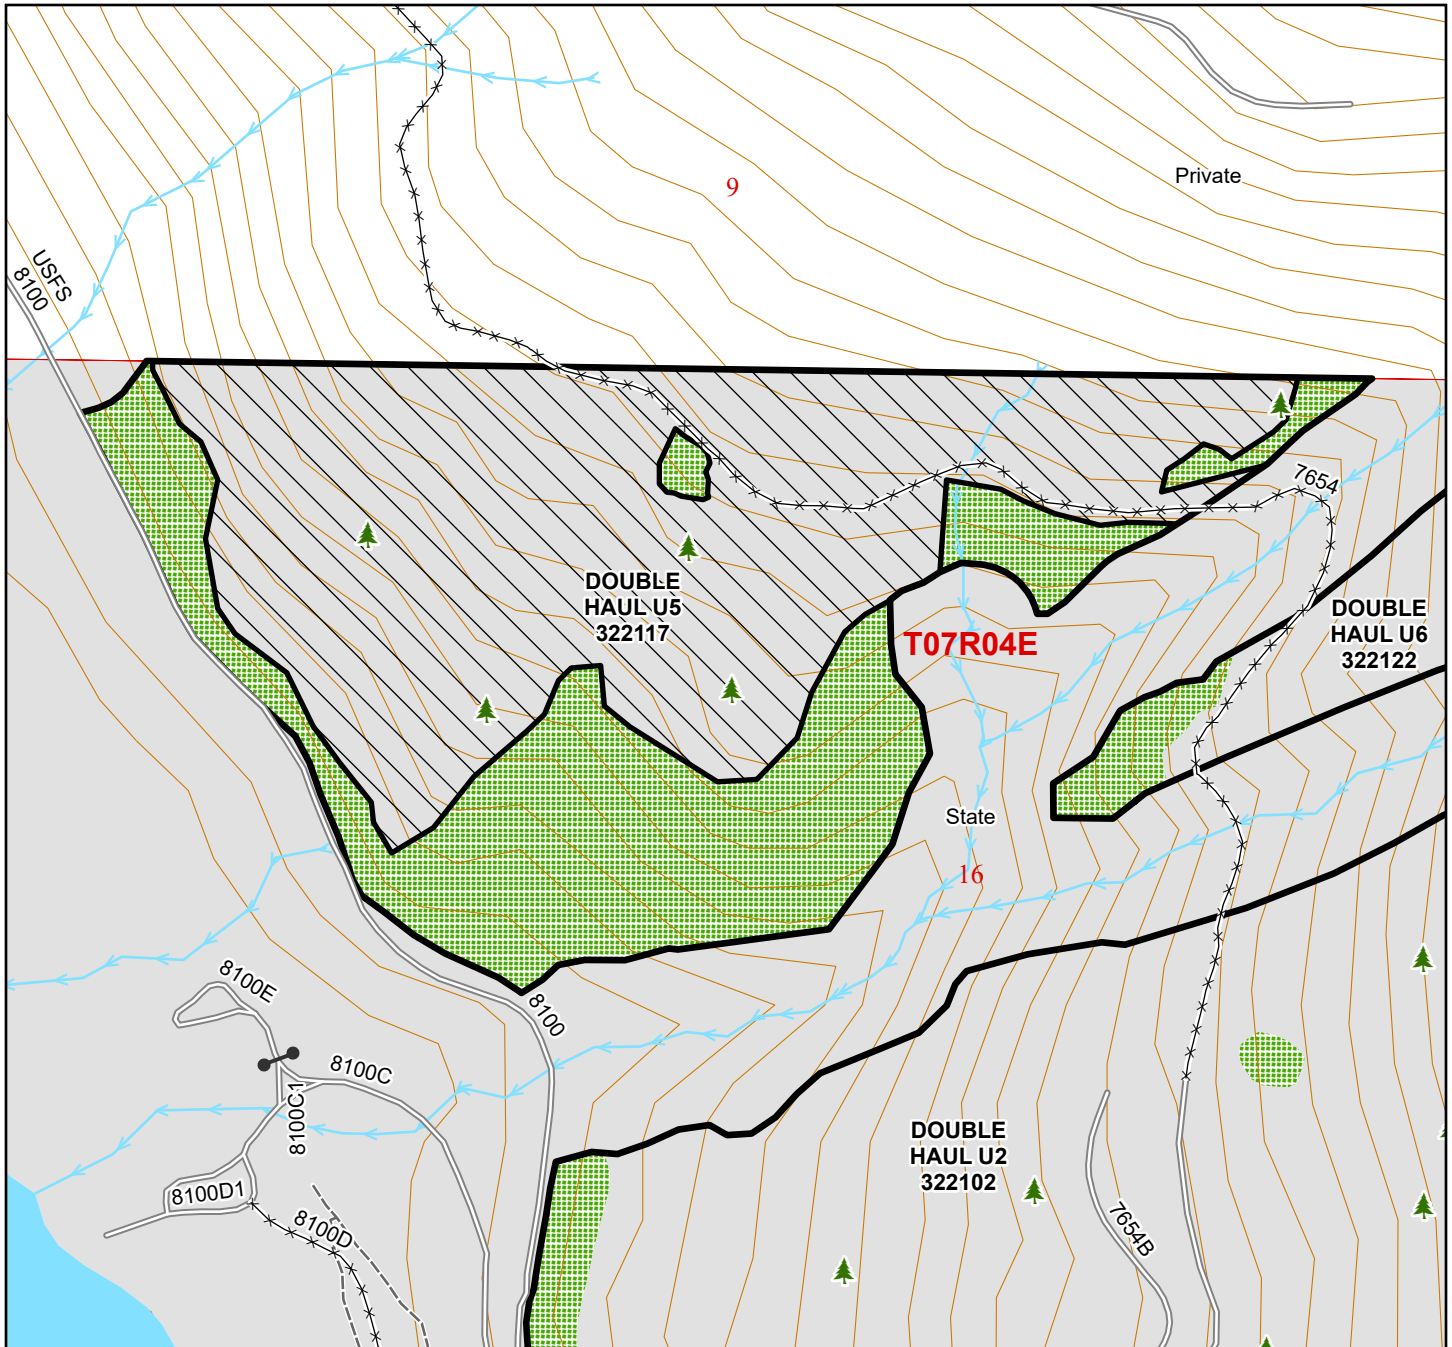 9
Private
USFS
8100
7654
DOUBLE
HAUL U5
322117
DOUBLE
HAUL U6
322122
T07R04E
State
16
8100E
8100
8100C
8100C1
8100D1
8100D
DOUBLE
HAUL U2
322102
7654B